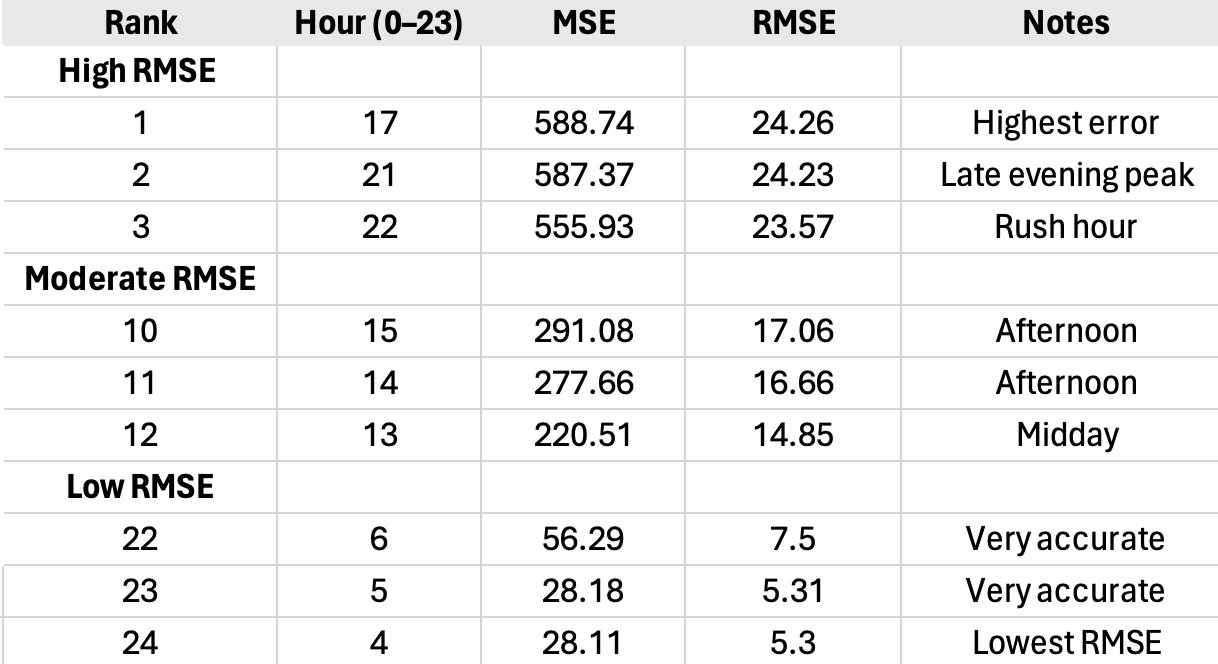 Rank Hour (0–23) MSE RMSE Notes
High RMSE
1 17 588.74 24.26 Highest error
2 21 587.37 24.23 Late evening peak
3 22 555.93 23.57 Rush hour
Moderate RMSE
10 15 291.08 17.06 Afternoon
11 14 277.66 16.66 Afternoon
12 13 220.51 14.85 Midday
Low RMSE
22 6 56.29 7.5 Very accurate
23 5 28.18 5.31 Very accurate
24 4 28.11 5.3 Lowest RMSE